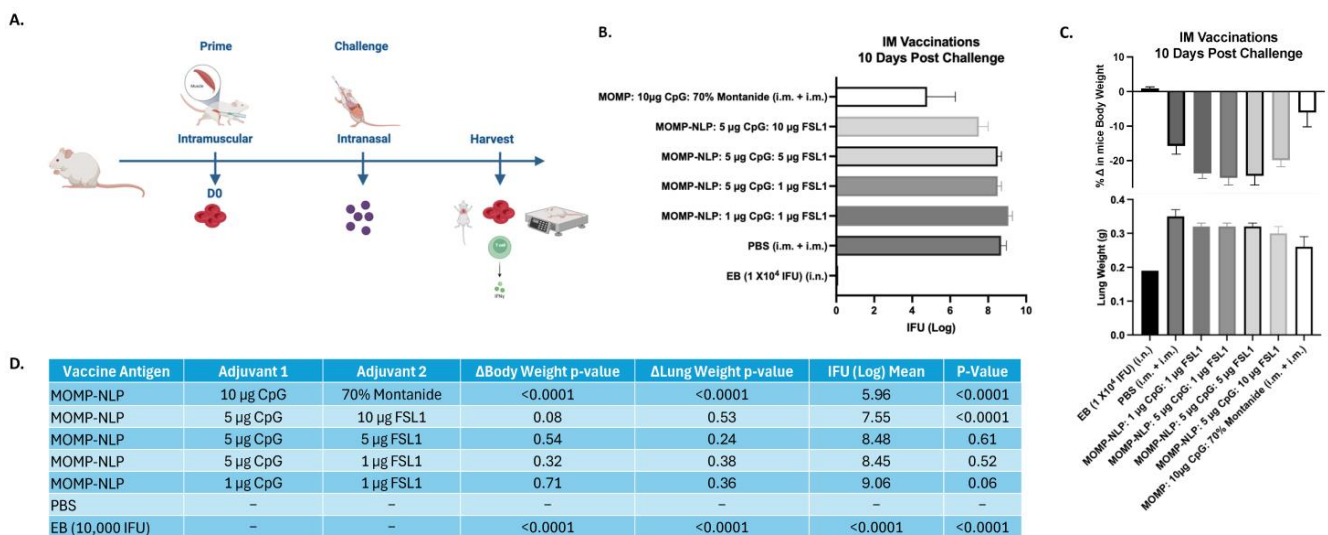 A.
Prime
Challenge
Muscle
Intramuscular
Intranasal
Harvest
D0
T cell
IFNγ
B.
IM Vaccinations
10 Days Post Challenge
MOMP: 10µg CpG: 70% Montanide (i.m. + i.m.)
MOMP-NLP: 5 µg CpG: 10 µg FSL1
MOMP-NLP: 5 µg CpG: 5 µg FSL1
MOMP-NLP: 5 µg CpG: 1 µg FSL1
MOMP-NLP: 1 µg CpG: 1 µg FSL1
PBS (i.m. + i.m.)
EB (1 X10⁴ IFU) (i.n.)
0 2 4 6 8 10
IFU (Log)
C.
IM Vaccinations
10 Days Post Challenge
% Δ in mice Body Weight
10
0
-10
-20
Lung Weight (g)
0.4
0.3
0.2
0.1
0.0
EB (1 X10⁴ IFU) (i.n.)
PBS (i.m. + i.m.)
MOMP-NLP: 1 µg CpG: 1 µg FSL1
MOMP-NLP: 5 µg CpG: 1 µg FSL1
MOMP-NLP: 5 µg CpG: 5 µg FSL1
MOMP-NLP: 5 µg CpG: 10 µg FSL1
MOMP: 10µg CpG: 70% Montanide (i.m. + i.m.)
D.
Vaccine Antigen Adjuvant 1 Adjuvant 2 ΔBody Weight p-value ΔLung Weight p-value IFU (Log) Mean P-Value
MOMP-NLP 10 µg CpG 70% Montanide <0.0001 <0.0001 5.96 <0.0001
MOMP-NLP 5 µg CpG 10 µg FSL1 0.08 0.53 7.55 <0.0001
MOMP-NLP 5 µg CpG 5 µg FSL1 0.54 0.24 8.48 0.61
MOMP-NLP 5 µg CpG 1 µg FSL1 0.32 0.38 8.45 0.52
MOMP-NLP 1 µg CpG 1 µg FSL1 0.71 0.36 9.06 0.06
PBS – – – – – –
EB (10,000 IFU) – – <0.0001 <0.0001 <0.0001 <0.0001